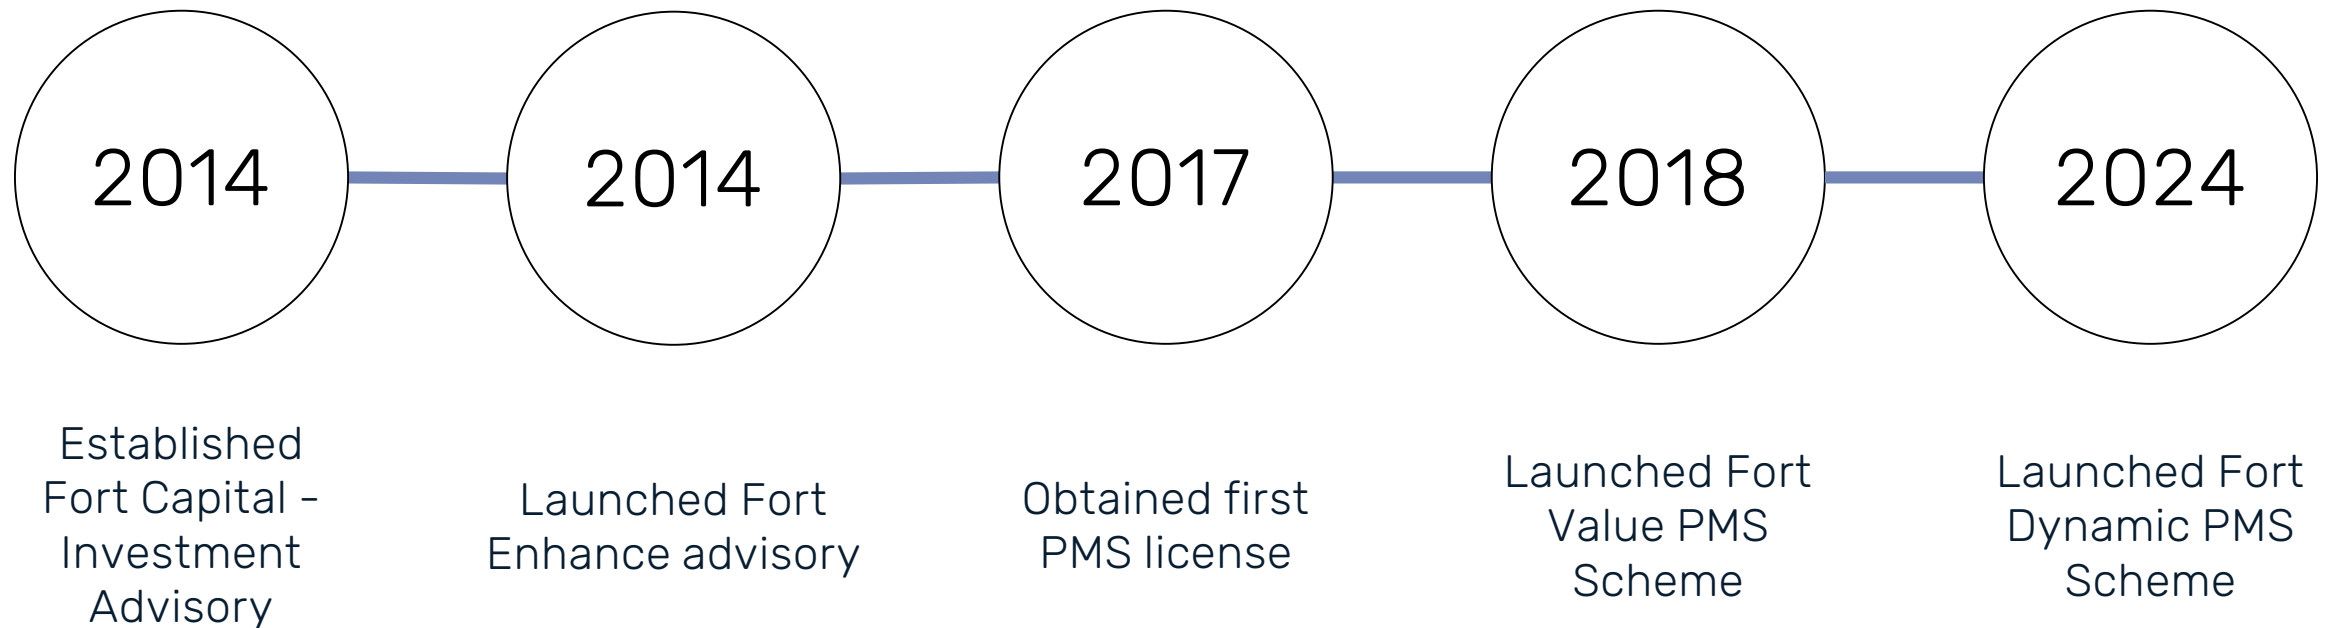 2014
2014
2017
2018
2024
Established
Fort Capital -
Investment
Advisory
Launched Fort
Enhance advisory
Obtained first
PMS license
Launched Fort
Value PMS
Scheme
Launched Fort
Dynamic PMS
Scheme